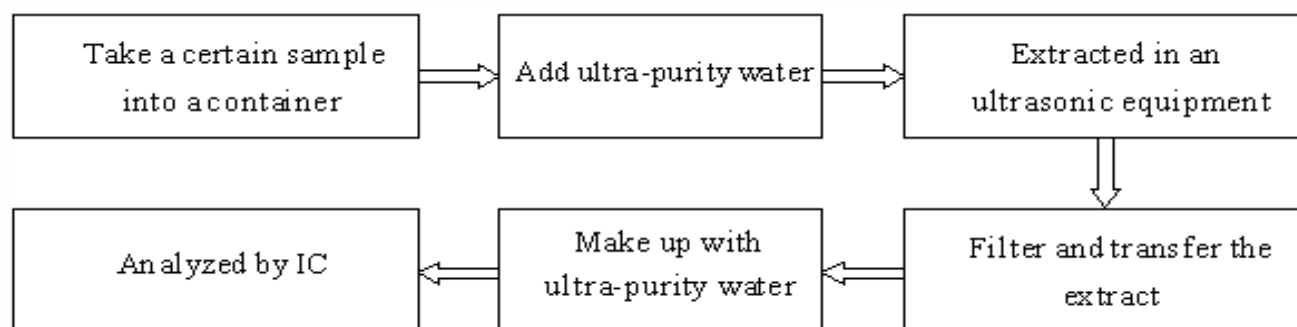 Take a certain sample
into a container
Add ultra-purity water
Extracted in an
ultrasonic equipment
Filter and transfer the
extract
Make up with
ultra-purity water
Analyzed by IC